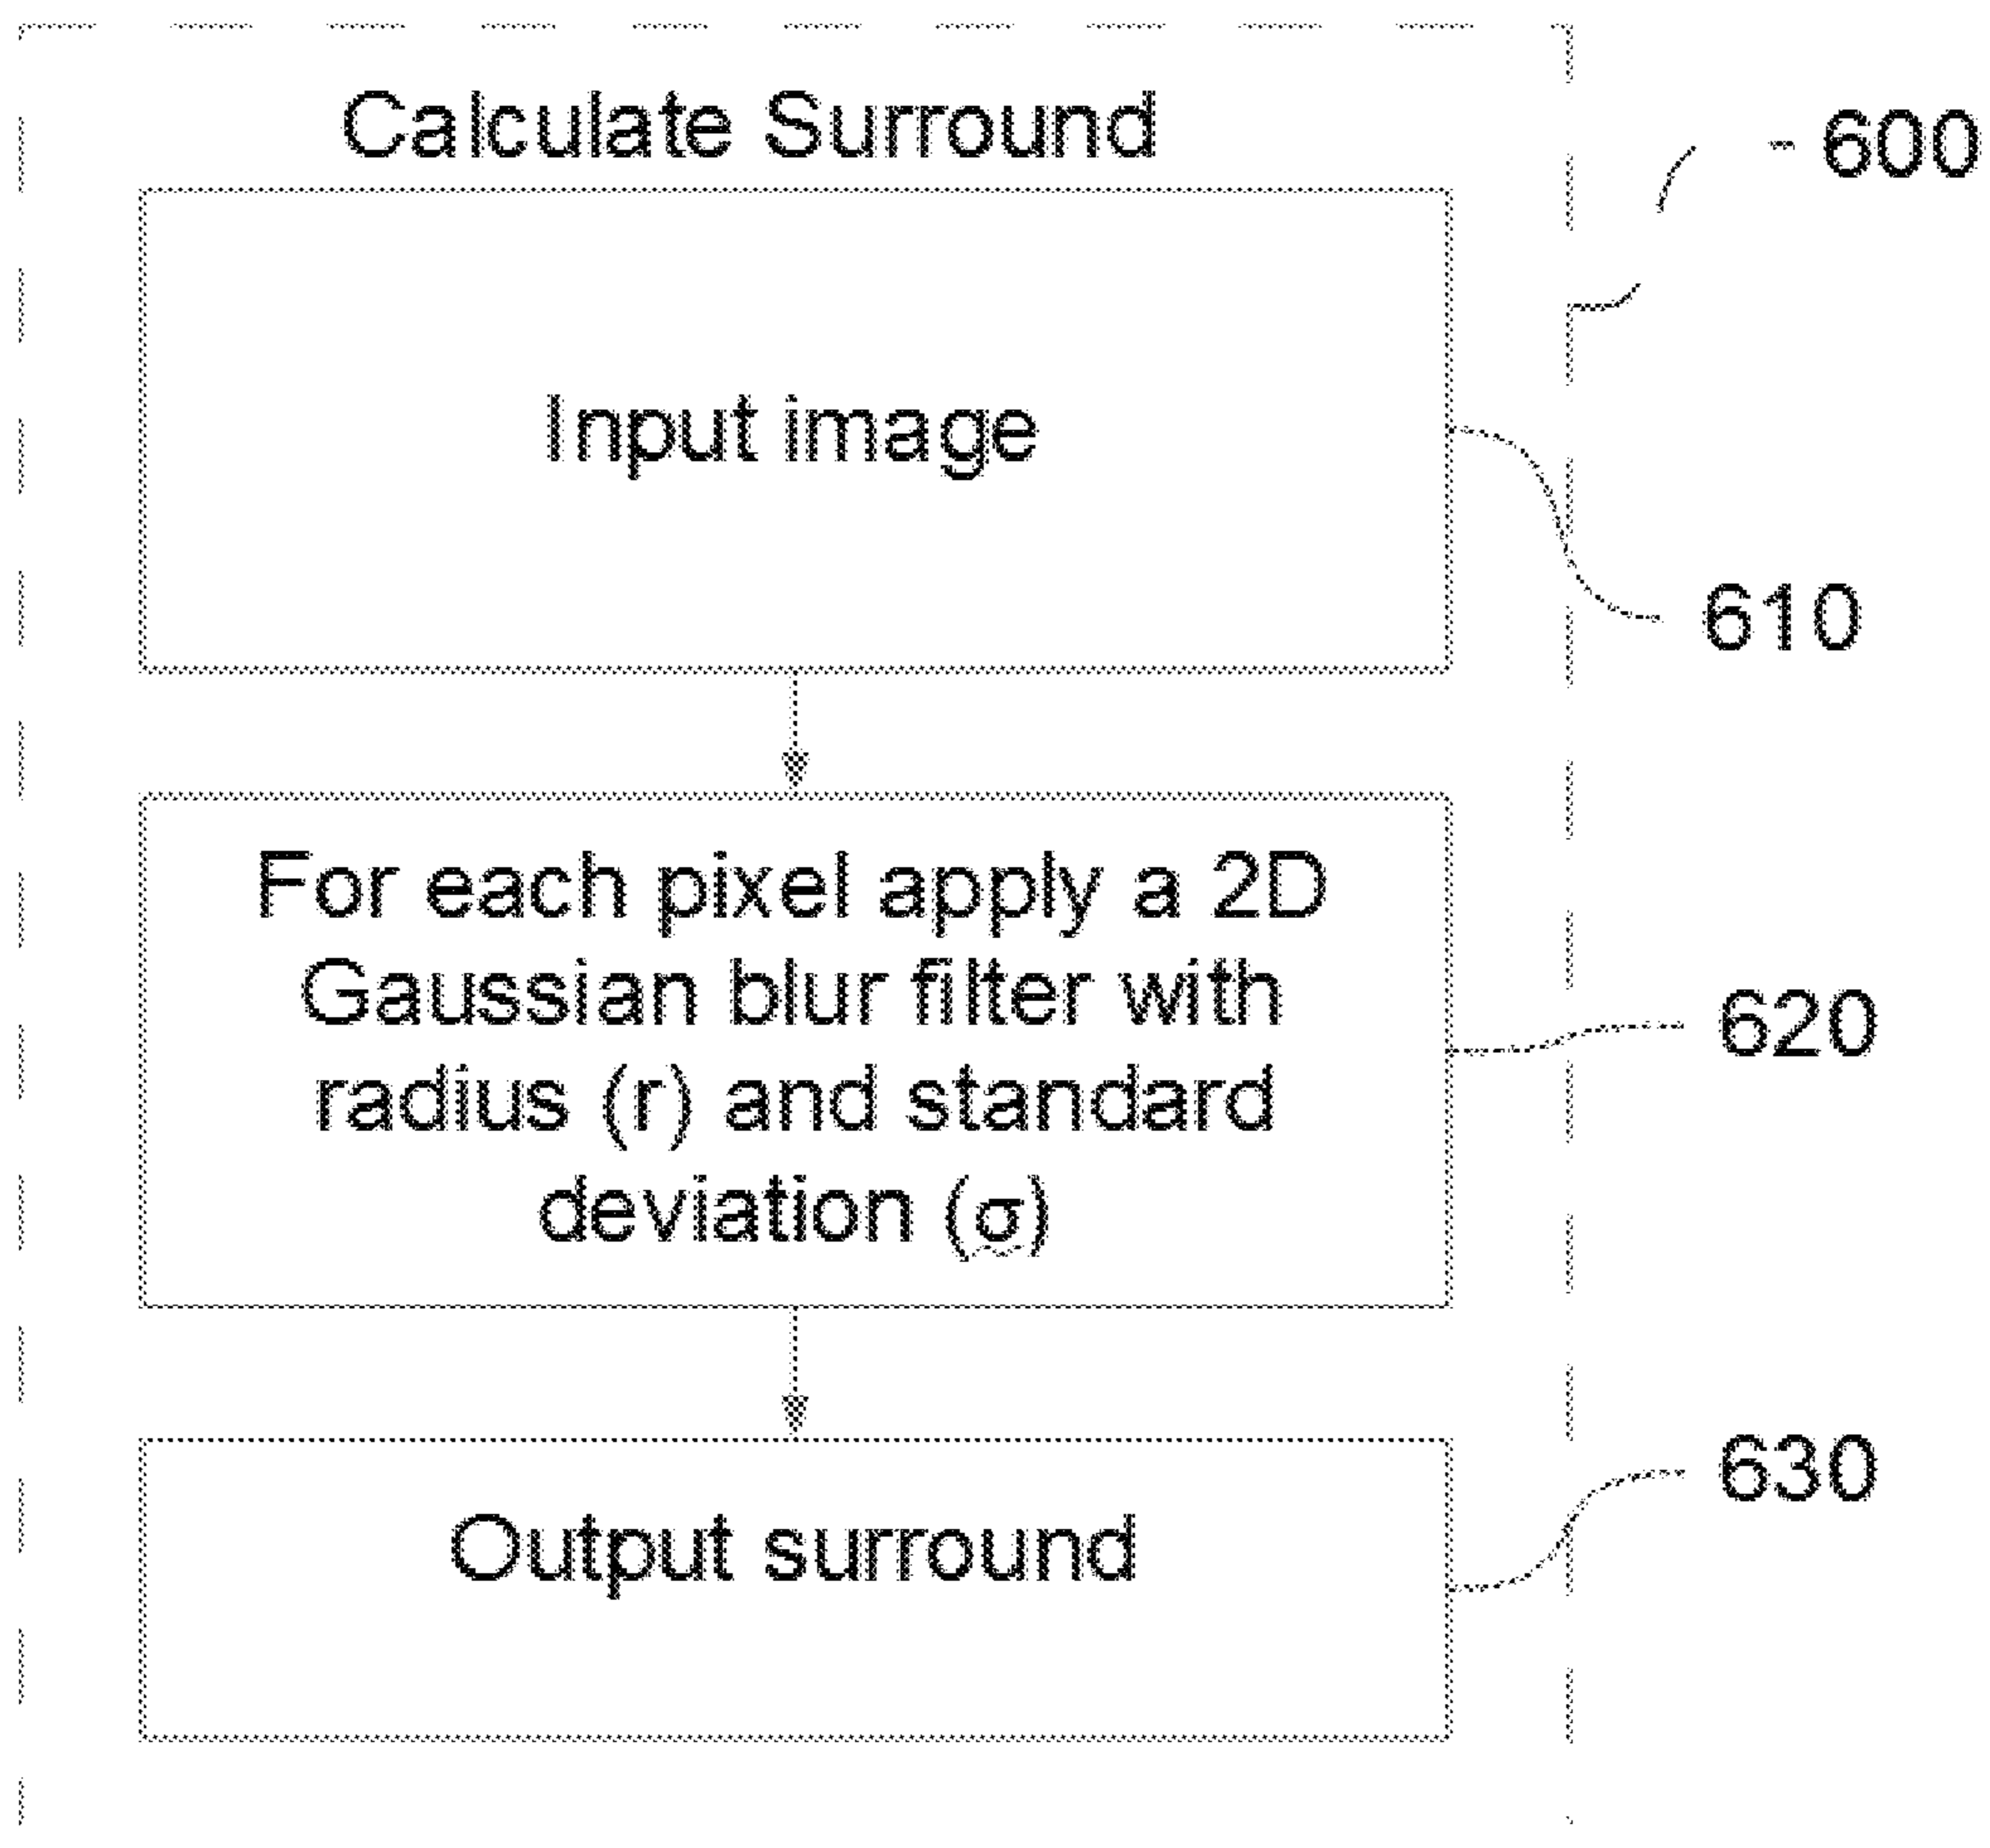 Calculate Surround
600
Input image
610
For each pixel apply a 2D
Gaussian blur filter with
radius (r) and standard
deviation (σ)
620
Output surround
630